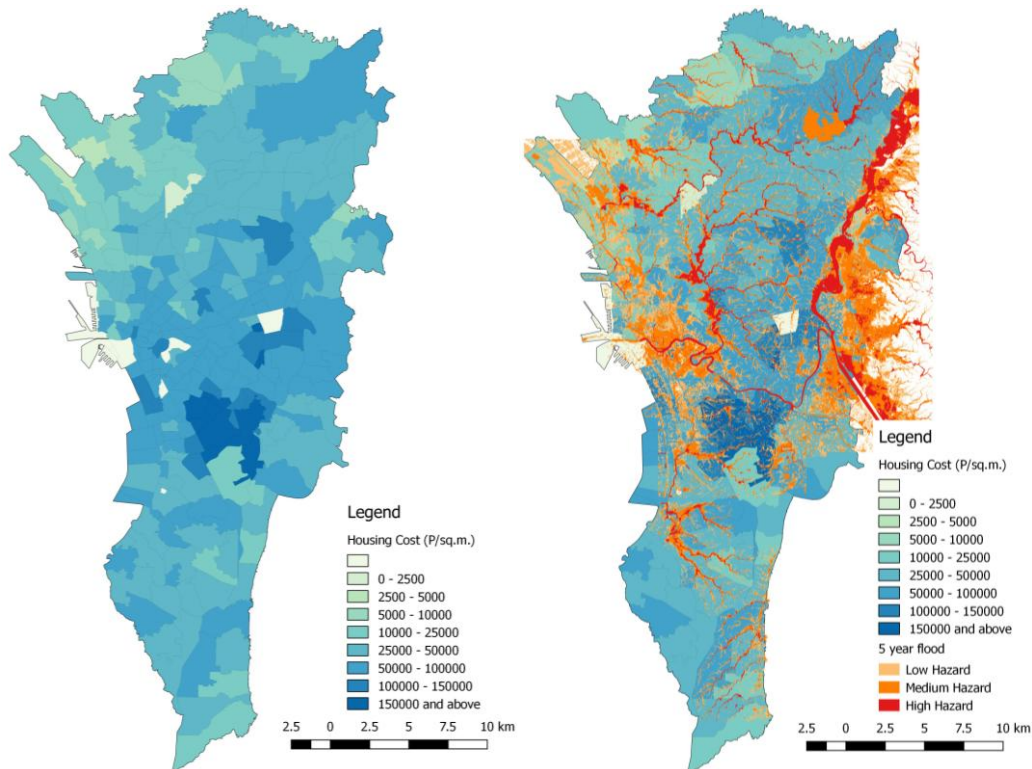 Legend
Housing Cost (P/sq.m.)
0 - 2500
2500 - 5000
5000 - 10000
10000 - 25000
25000 - 50000
50000 - 100000
100000 - 150000
150000 and above
2.5 0 2.5 5 7.5 10 km
Legend
Housing Cost (P/sq.m.)
0 - 2500
2500 - 5000
5000 - 10000
10000 - 25000
25000 - 50000
50000 - 100000
100000 - 150000
150000 and above
5 year flood
Low Hazard
Medium Hazard
High Hazard
2.5 0 2.5 5 7.5 10 km